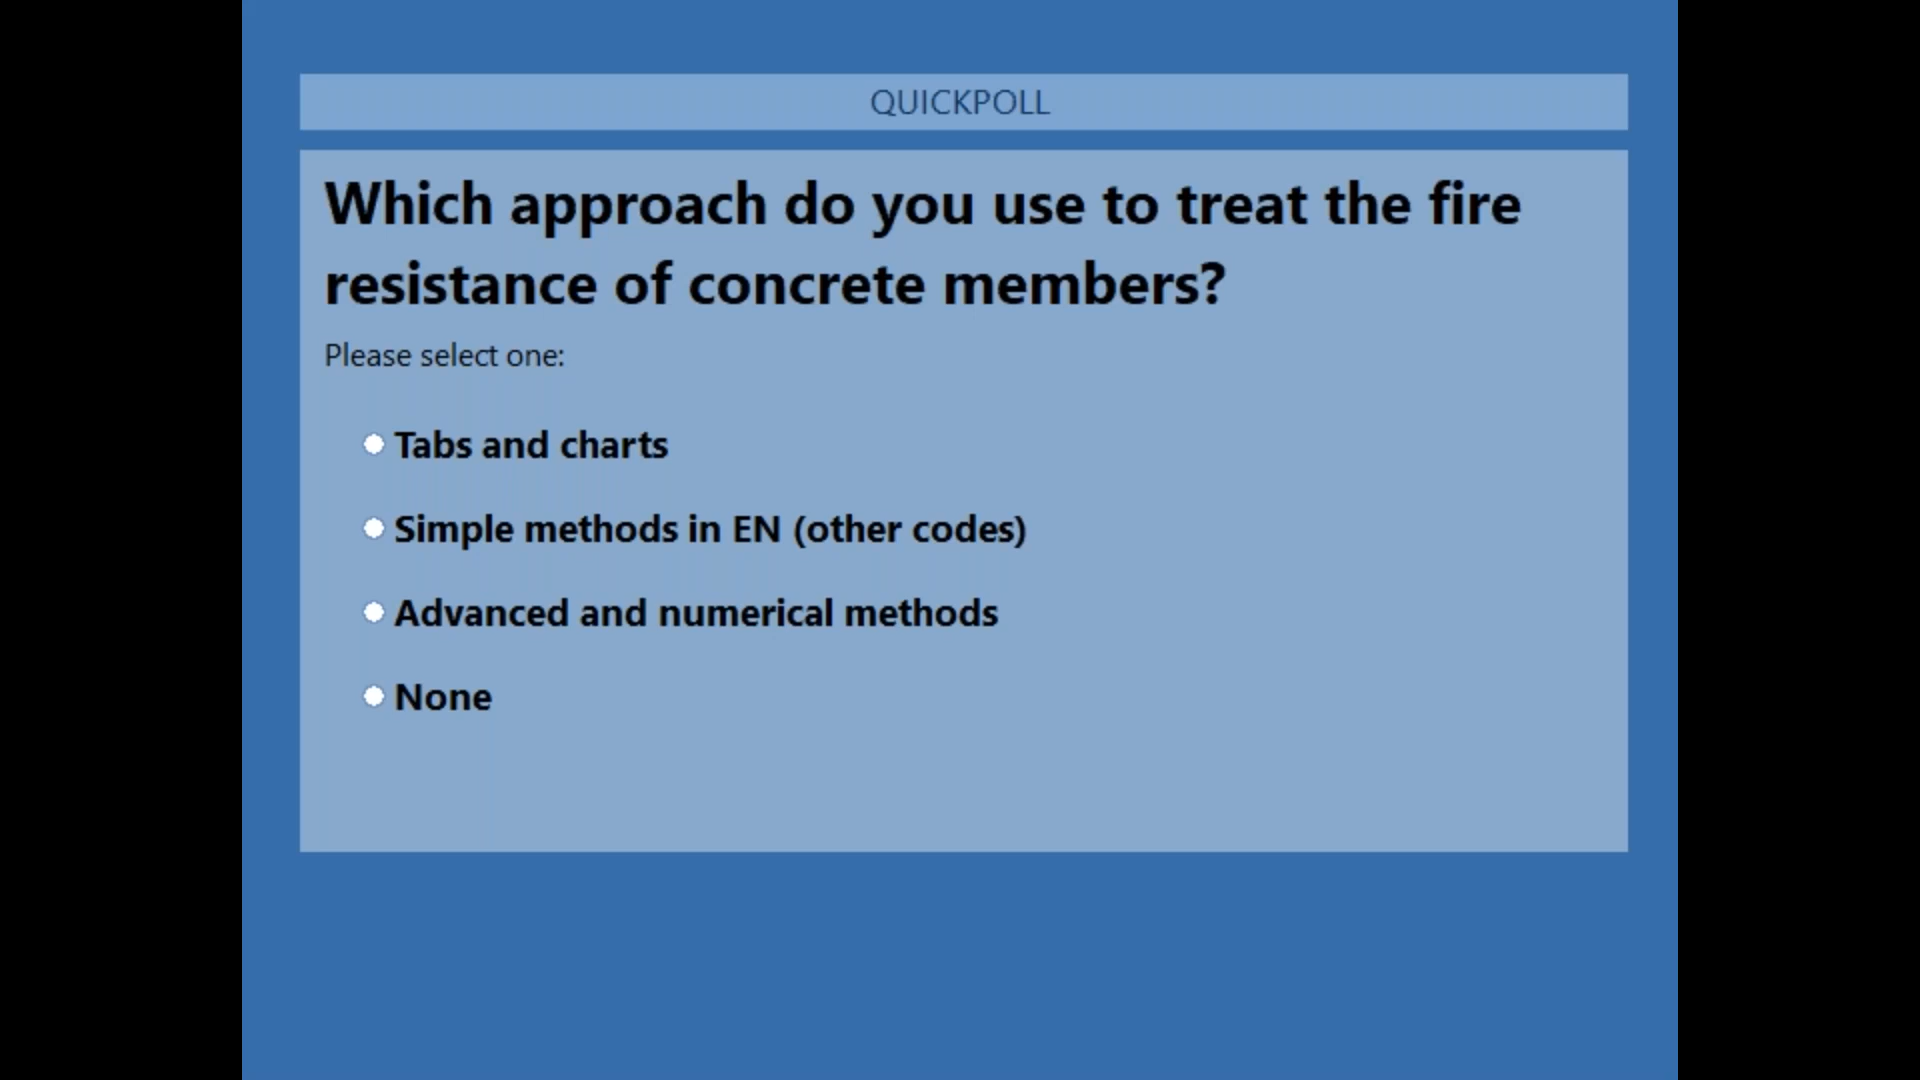 QUICKPOLL
Which approach do you use to treat the fire
resistance of concrete members?
Please select one:
Tabs and charts
Simple methods in EN (other codes)
Advanced and numerical methods
None